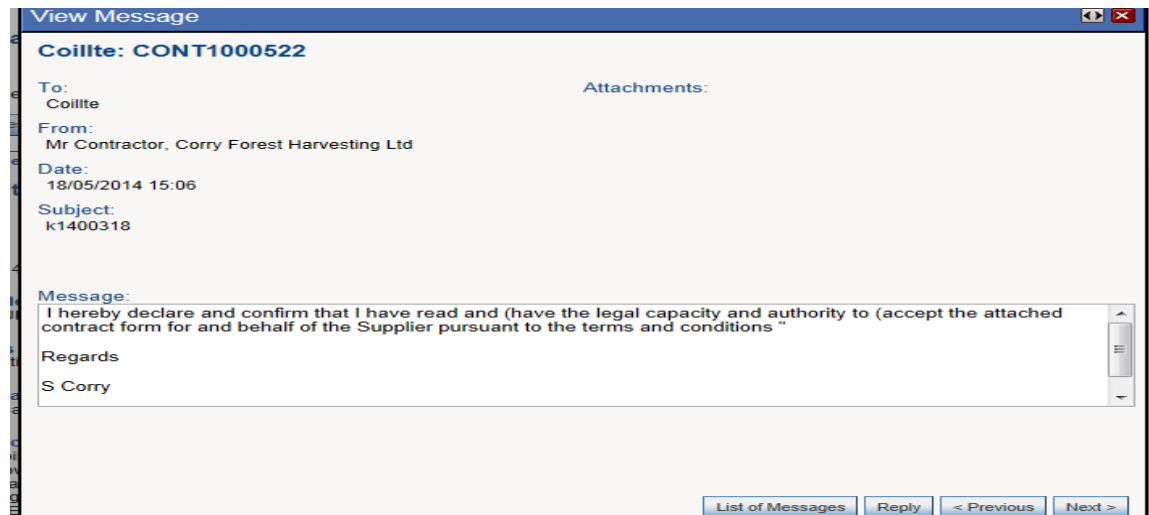 View Message
Coillte: CONT1000522
To:
Coillte
Attachments:
From:
Mr Contractor, Corry Forest Harvesting Ltd
Date:
18/05/2014 15:06
Subject:
k1400318
Message:
I hereby declare and confirm that I have read and (have the legal capacity and authority to (accept the attached
contract form for and behalf of the Supplier pursuant to the terms and conditions "
Regards
S Corry
List of Messages Reply < Previous Next >